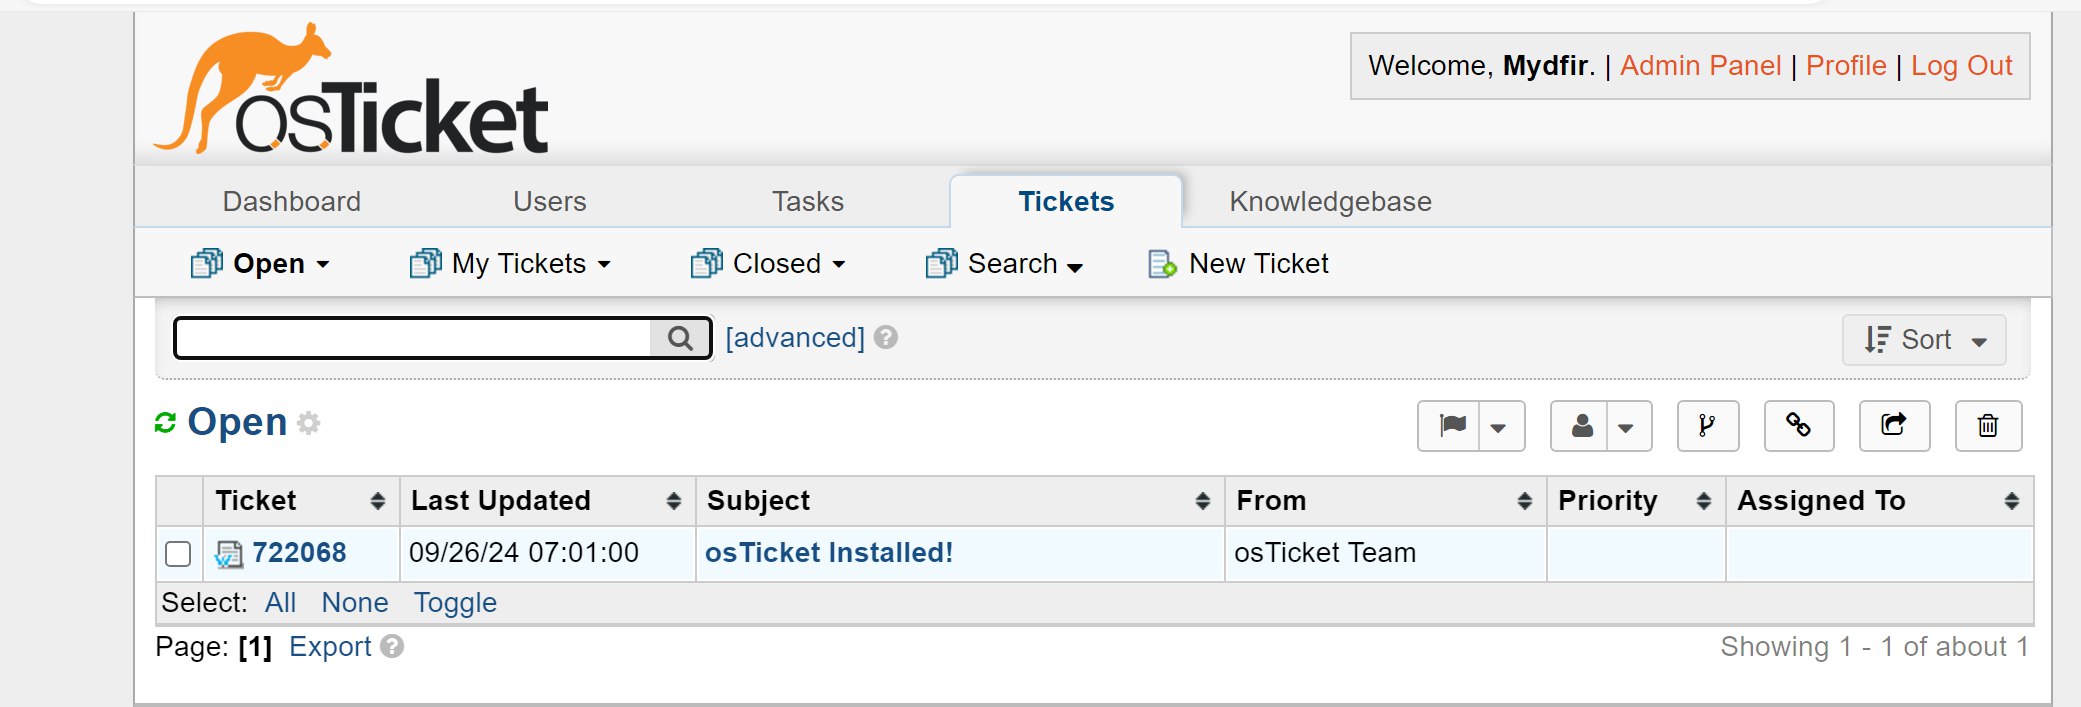 osTicket
Welcome, Mydfir. | Admin Panel | Profile | Log Out
Dashboard Users Tasks Tickets Knowledgebase
Open My Tickets Closed Search New Ticket
[advanced] ? Sort
Open
Ticket Last Updated Subject From Priority Assigned To
722068 09/26/24 07:01:00 osTicket Installed! osTicket Team
Select: All None Toggle
Page: [1] Export ? Showing 1 - 1 of about 1